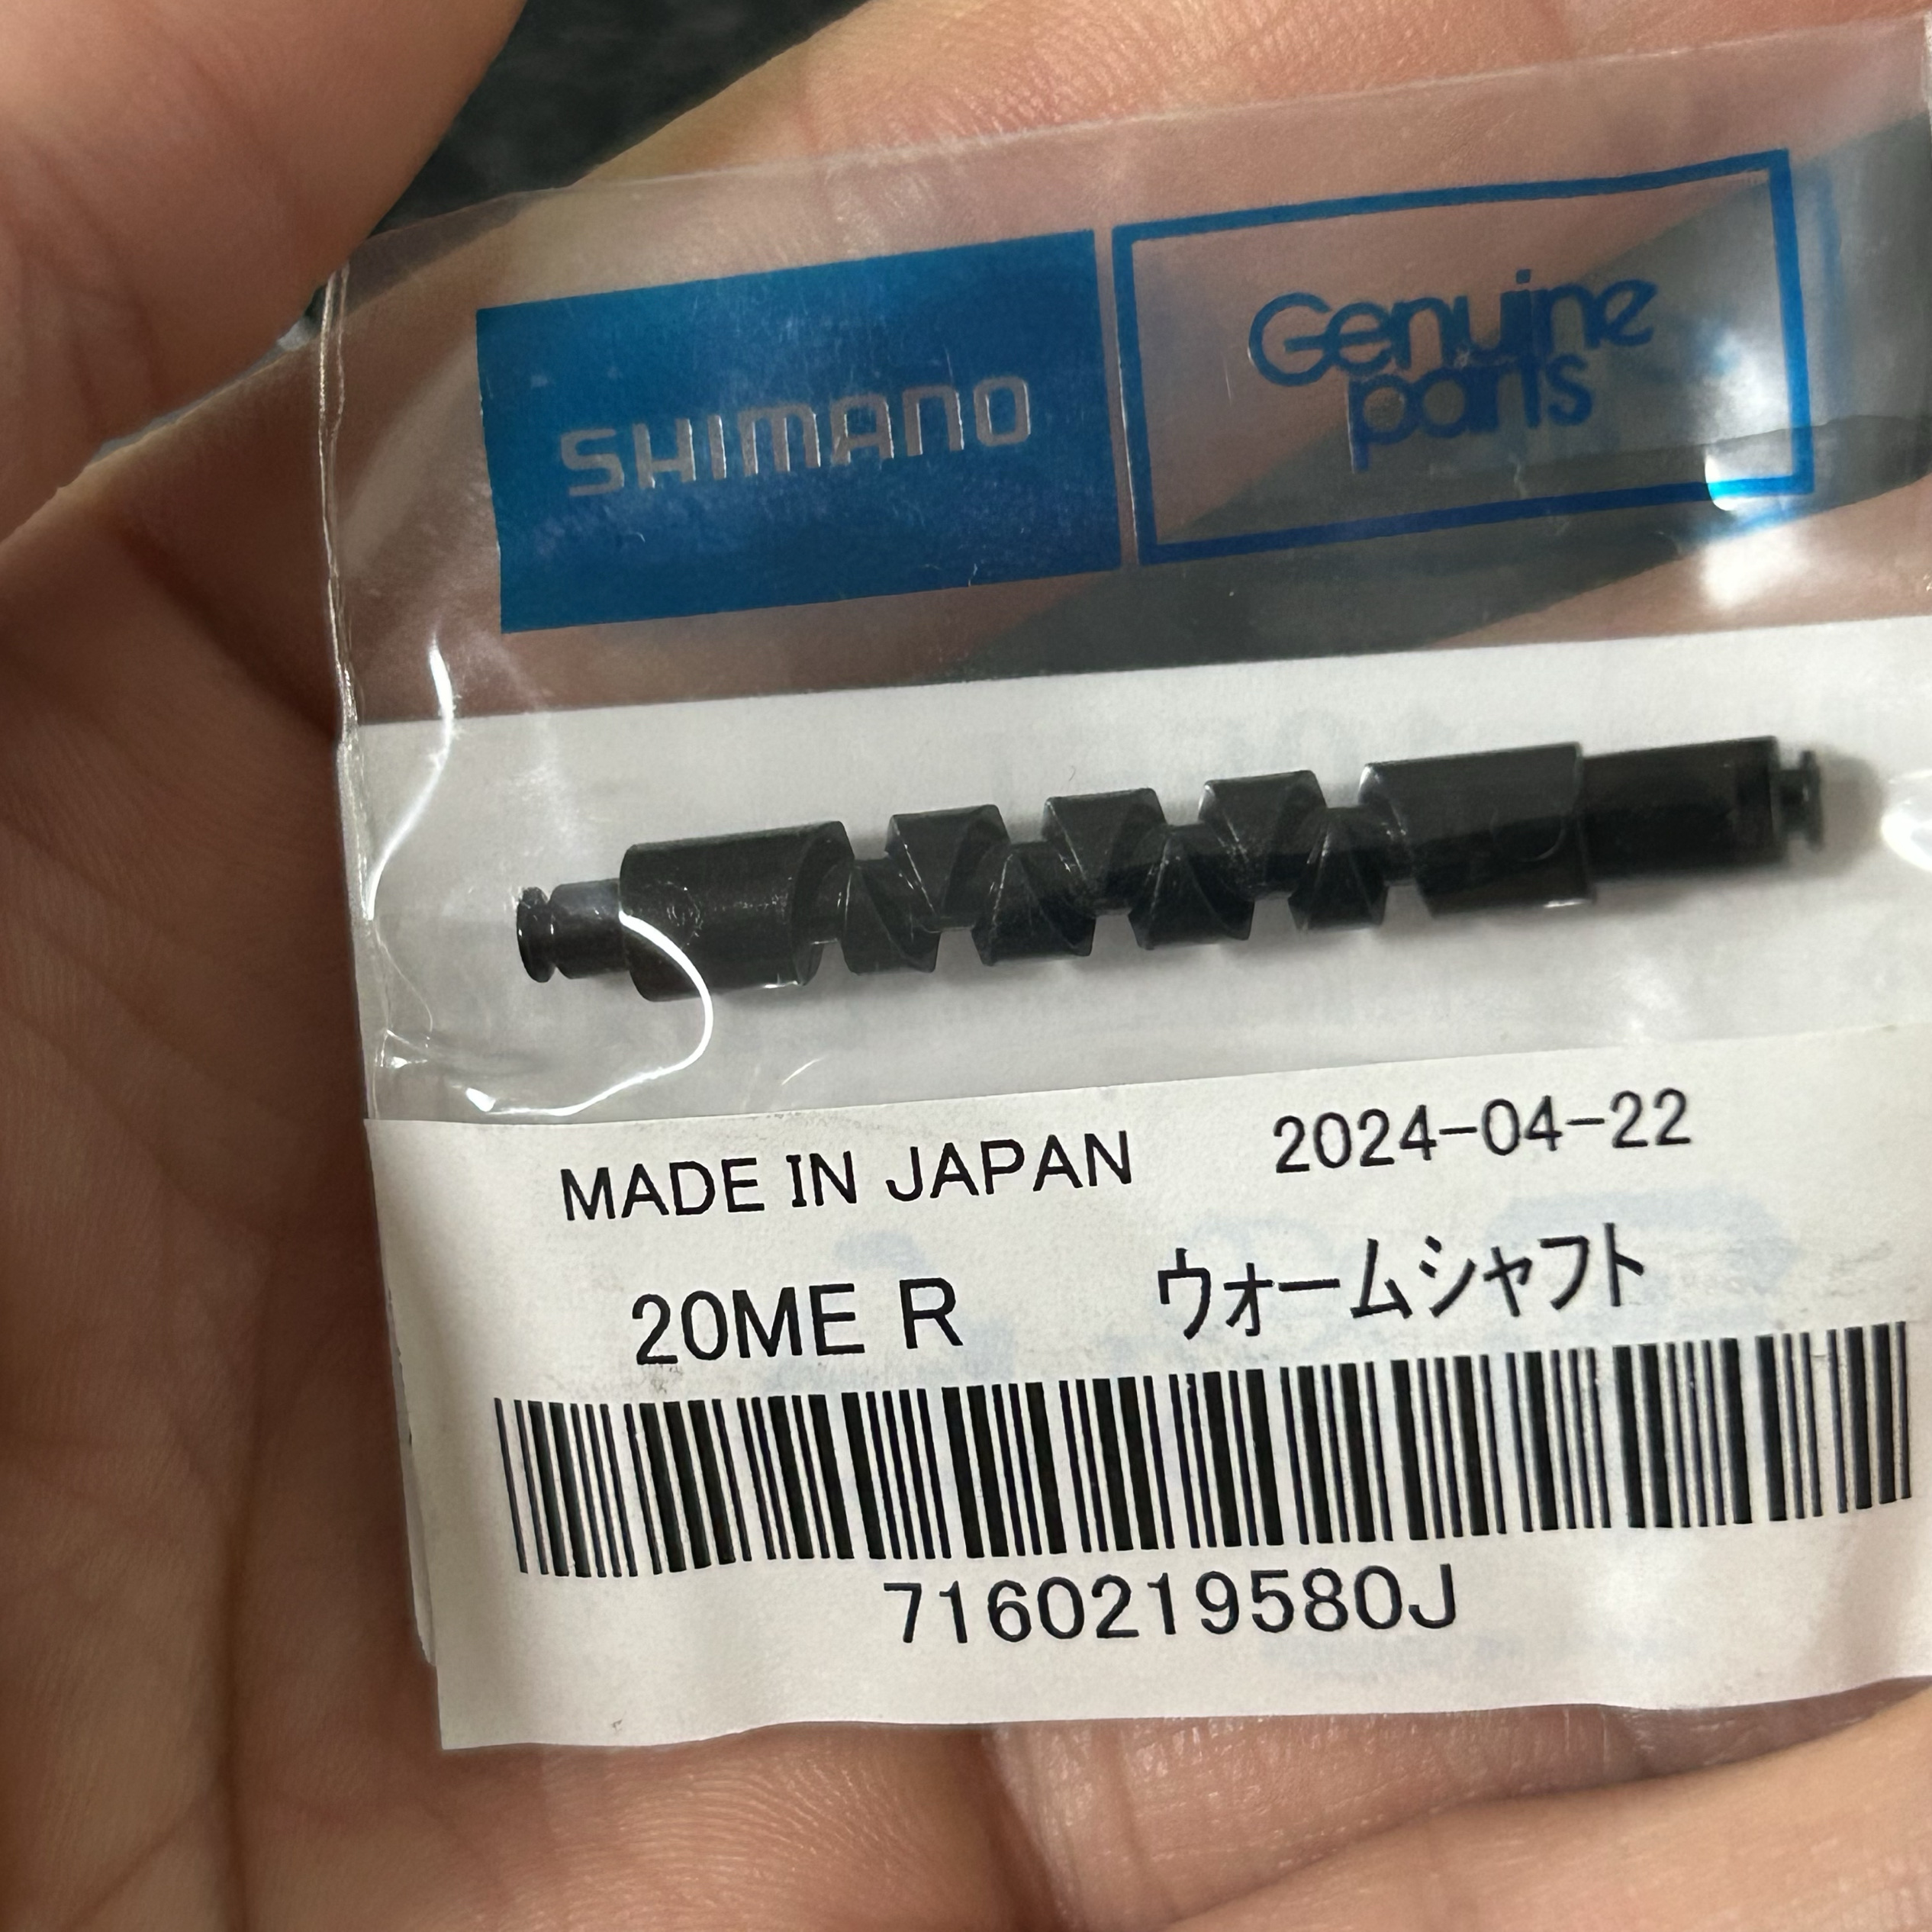 SHIMANO
Genuine
parts
MADE IN JAPAN 2024-04-22
20ME R ウォームシャフト
7160219580J